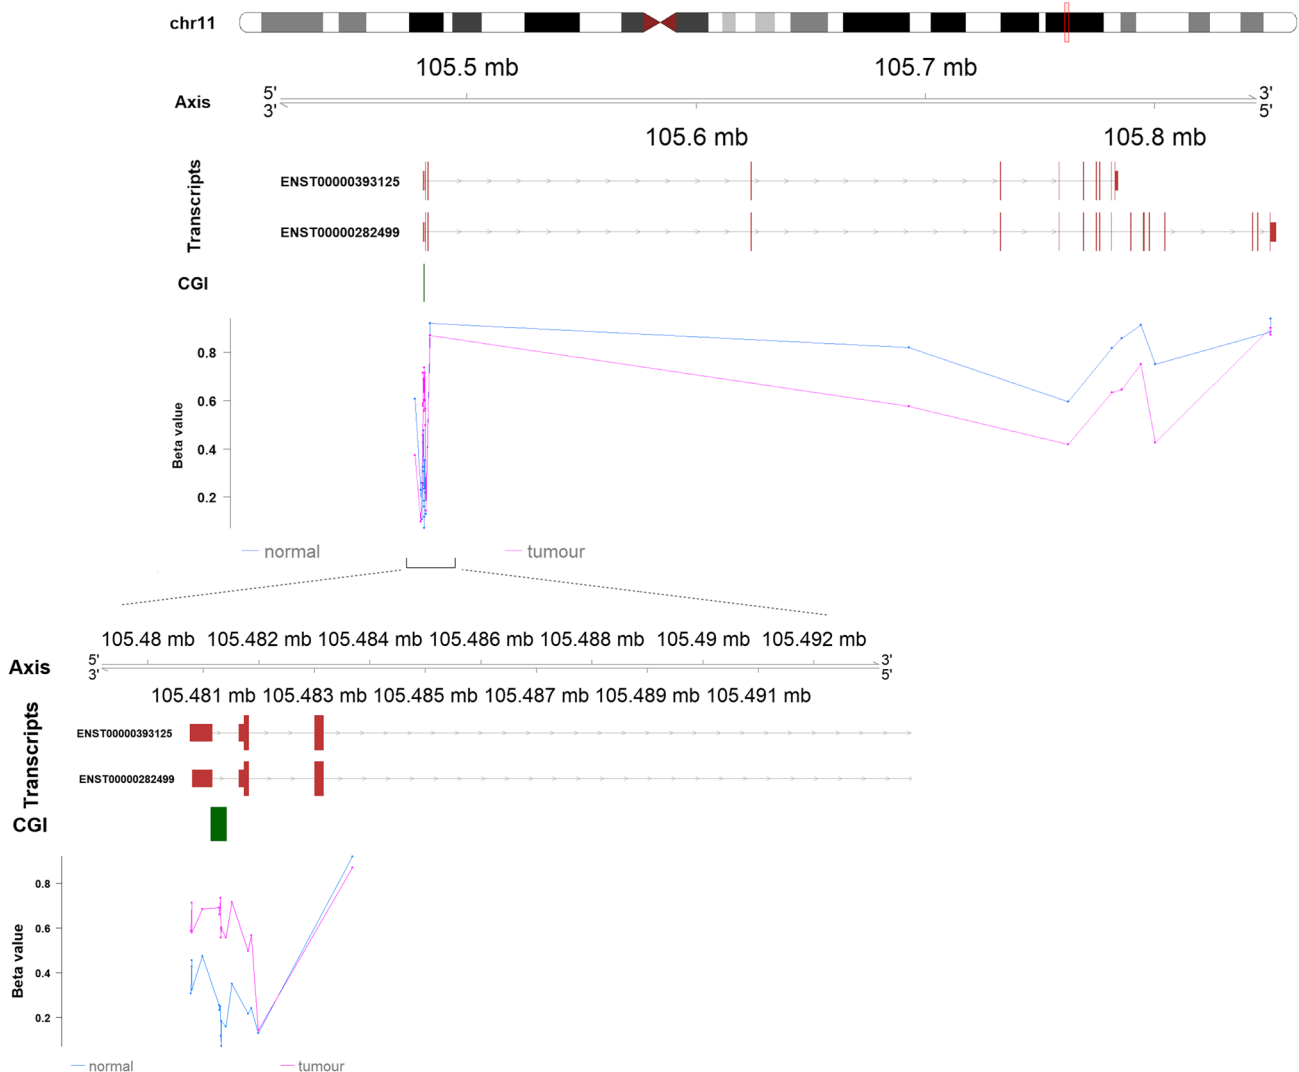 chr11
105.5 mb 105.7 mb
5' 3'
Axis
3' 5'
105.6 mb 105.8 mb
Transcripts
ENST00000393125
ENST00000282499
CGI
Beta value
0.8
0.6
0.4
0.2
normal tumour
105.48 mb 105.482 mb 105.484 mb 105.486 mb 105.488 mb 105.49 mb 105.492 mb
5' 3'
Axis
3' 5'
105.481 mb 105.483 mb 105.485 mb 105.487 mb 105.489 mb 105.491 mb
Transcripts
ENST00000393125
ENST00000282499
CGI
Beta value
0.8
0.6
0.4
0.2
normal tumour